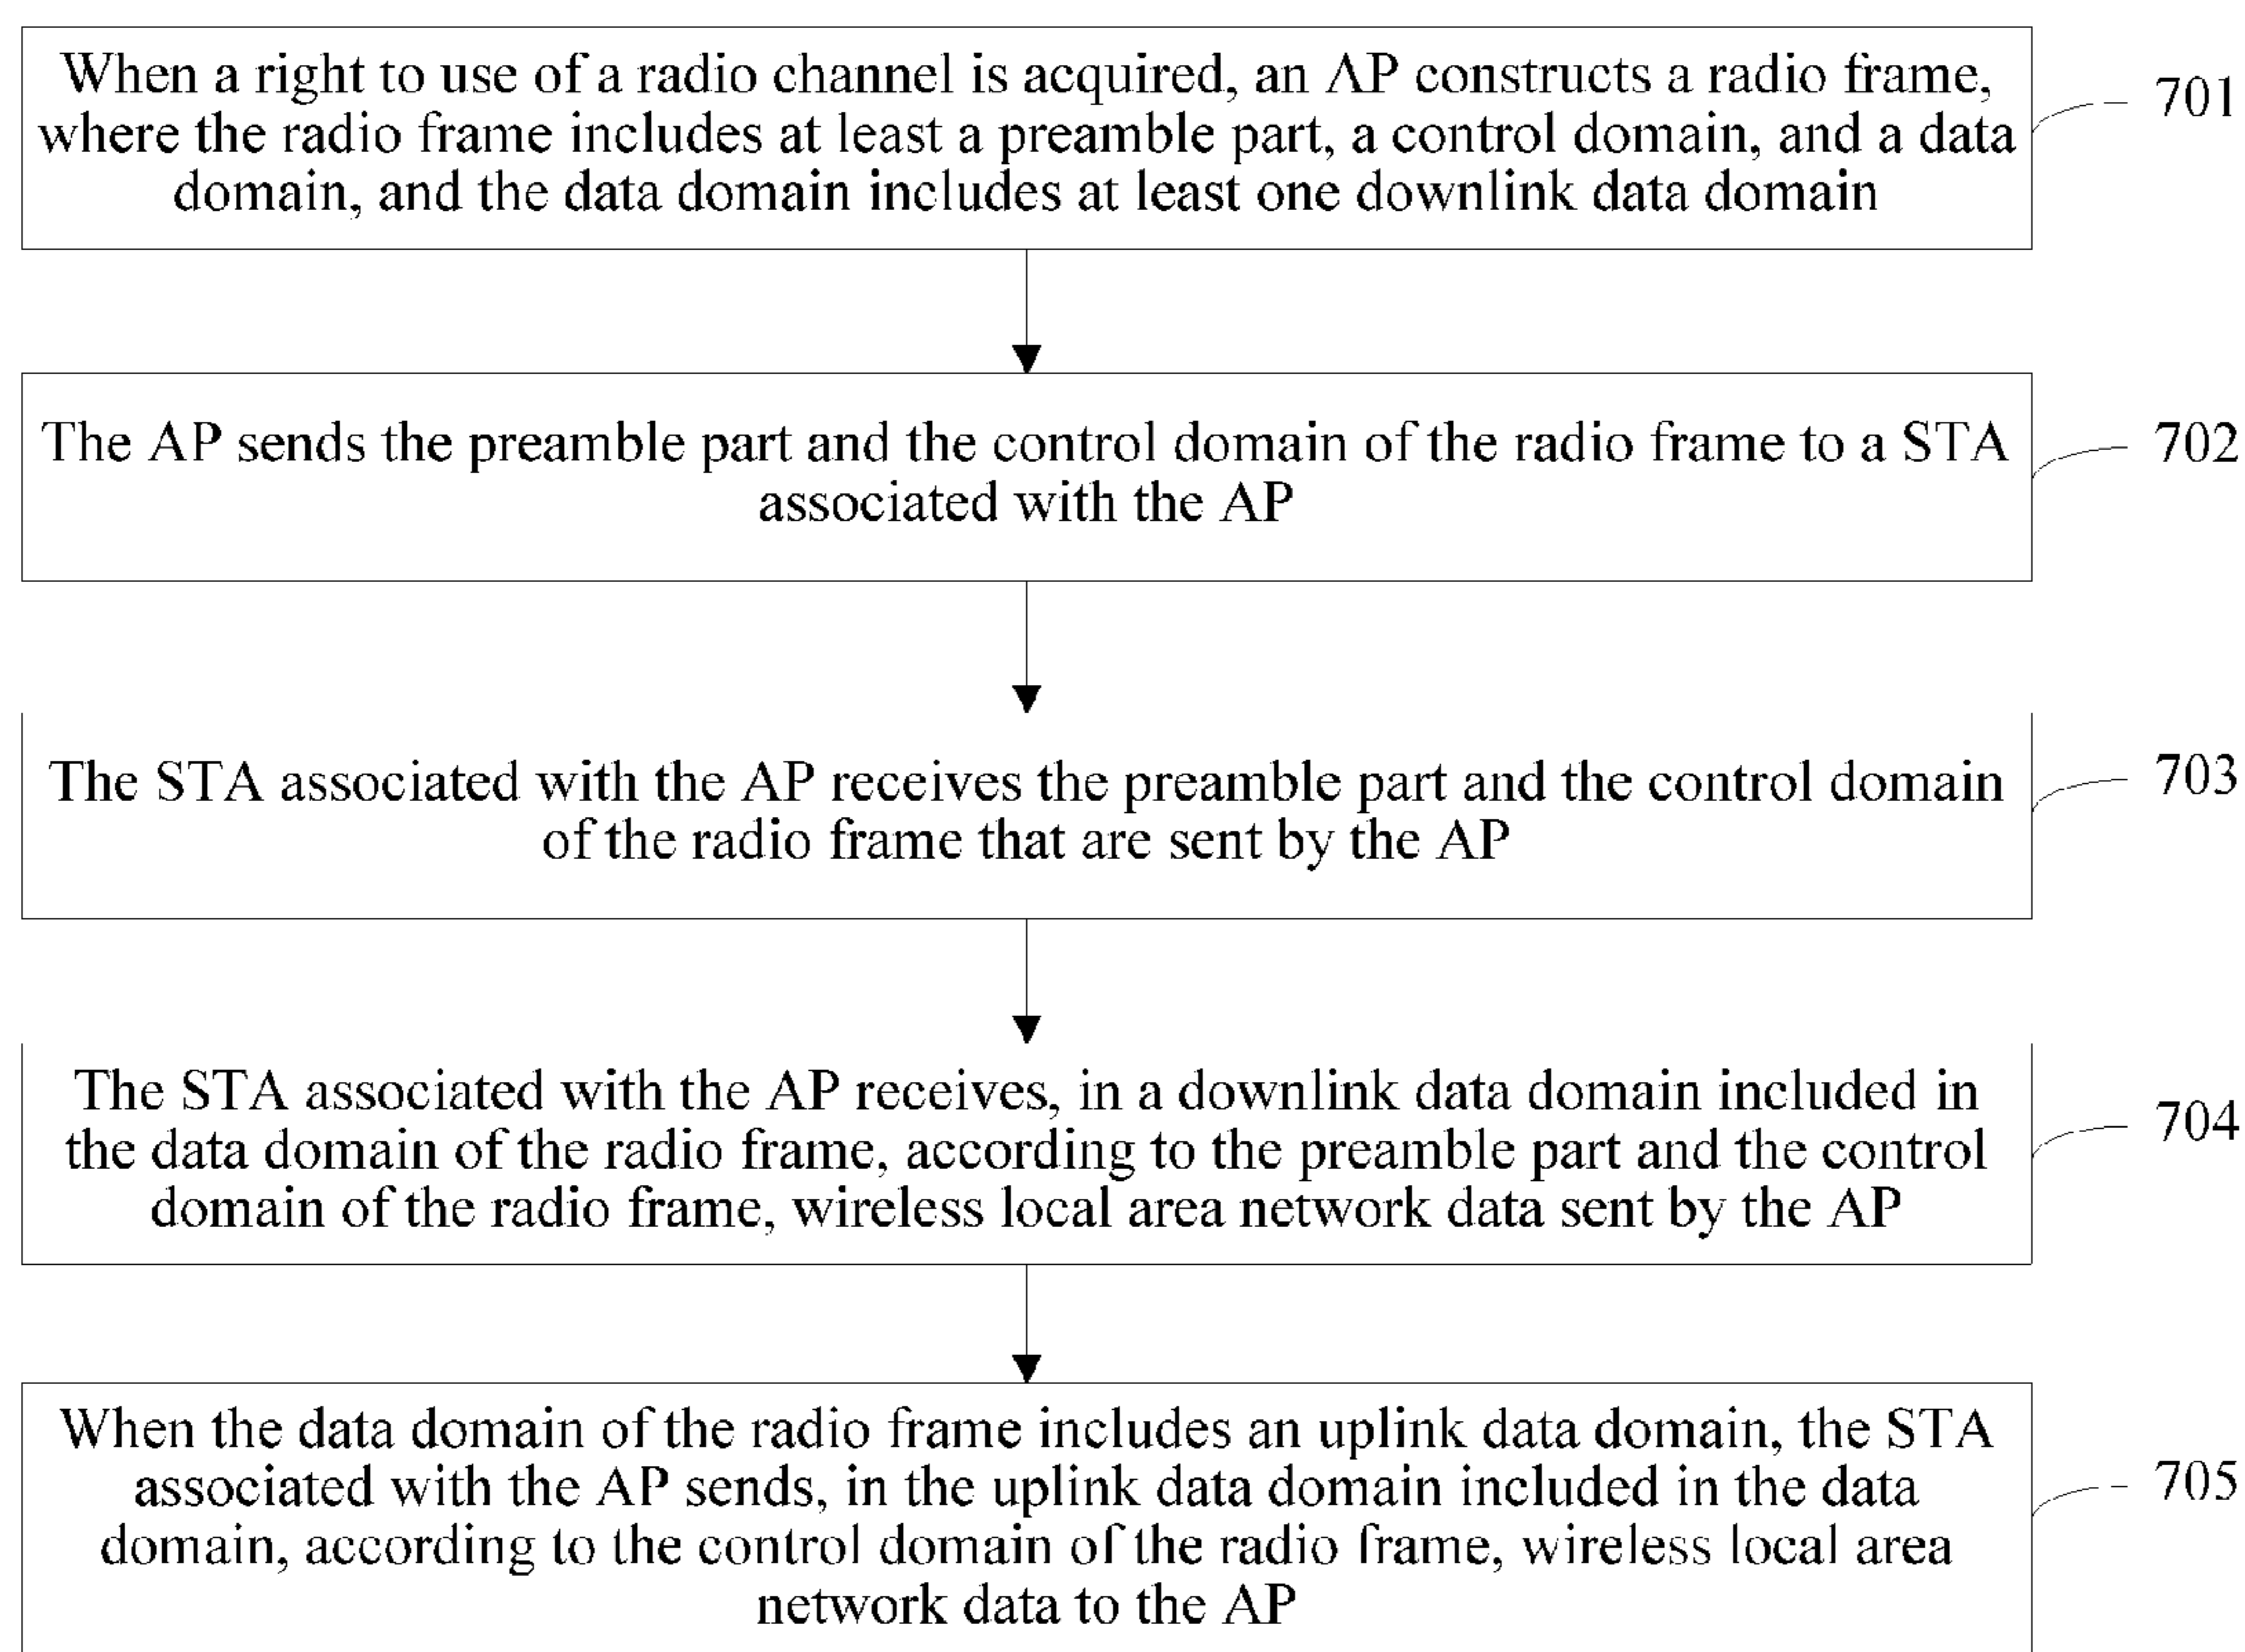 When a right to use of a radio channel is acquired, an AP constructs a radio frame,
where the radio frame includes at least a preamble part, a control domain, and a data
domain, and the data domain includes at least one downlink data domain
701
The AP sends the preamble part and the control domain of the radio frame to a STA
associated with the AP
702
The STA associated with the AP receives the preamble part and the control domain
of the radio frame that are sent by the AP
703
The STA associated with the AP receives, in a downlink data domain included in
the data domain of the radio frame, according to the preamble part and the control
domain of the radio frame, wireless local area network data sent by the AP
704
When the data domain of the radio frame includes an uplink data domain, the STA
associated with the AP sends, in the uplink data domain included in the data
domain, according to the control domain of the radio frame, wireless local area
network data to the AP
705